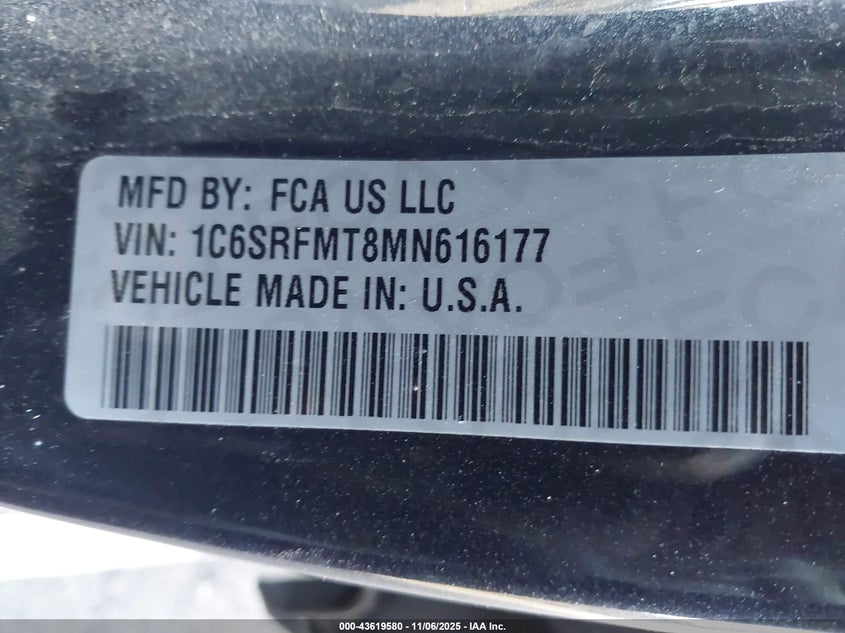 MFD BY: FCA US LLC
VIN: 1C6SRFMT8MN616177
VEHICLE MADE IN: U.S.A.
000-43619580 - 11/06/2025 - IAA Inc.